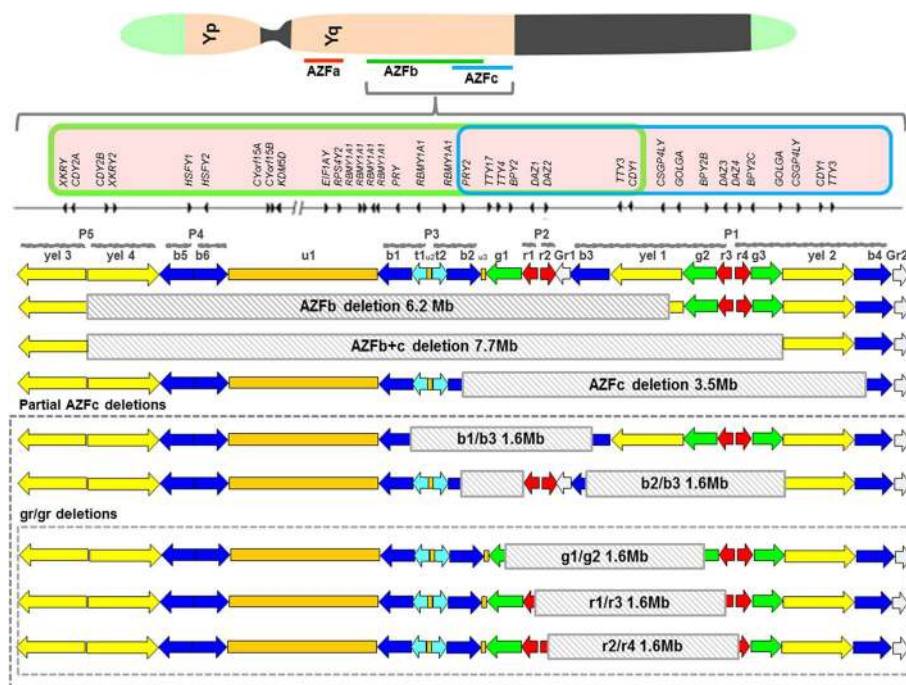 Yp Yq
AZFa AZFb AZFc
XKRY CDY2A CDY2B XKRY2 HSFY1 HSFY2 CYorf15A CYorf15B KDM5D EIF1AY RPS4Y2 RBMY1A1 RBMY1A1 RBMY1A1 RBMY1A1 PRY RBMY1A1 RBMY1A1 PRY2 TTY17 TTY4 BPY2 DAZ1 DAZ2 TTY3 CDY1 CSGP4LY GOLGA BPY2B DAZ3 DAZ4 BPY2C GOLGA CSGP4LY CDY1 TTY3
P5 P4 P3 P2 P1
yel 3 yel 4 b5 b6 u1 b1 t1 u2 t2 b2 u3 g1 r1 r2 Gr1 b3 yel 1 g2 r3 r4 g3 yel 2 b4 Gr2
AZFb deletion 6.2 Mb
AZFb+c deletion 7.7Mb
AZFc deletion 3.5Mb
Partial AZFc deletions
b1/b3 1.6Mb
b2/b3 1.6Mb
gr/gr deletions
g1/g2 1.6Mb
r1/r3 1.6Mb
r2/r4 1.6Mb